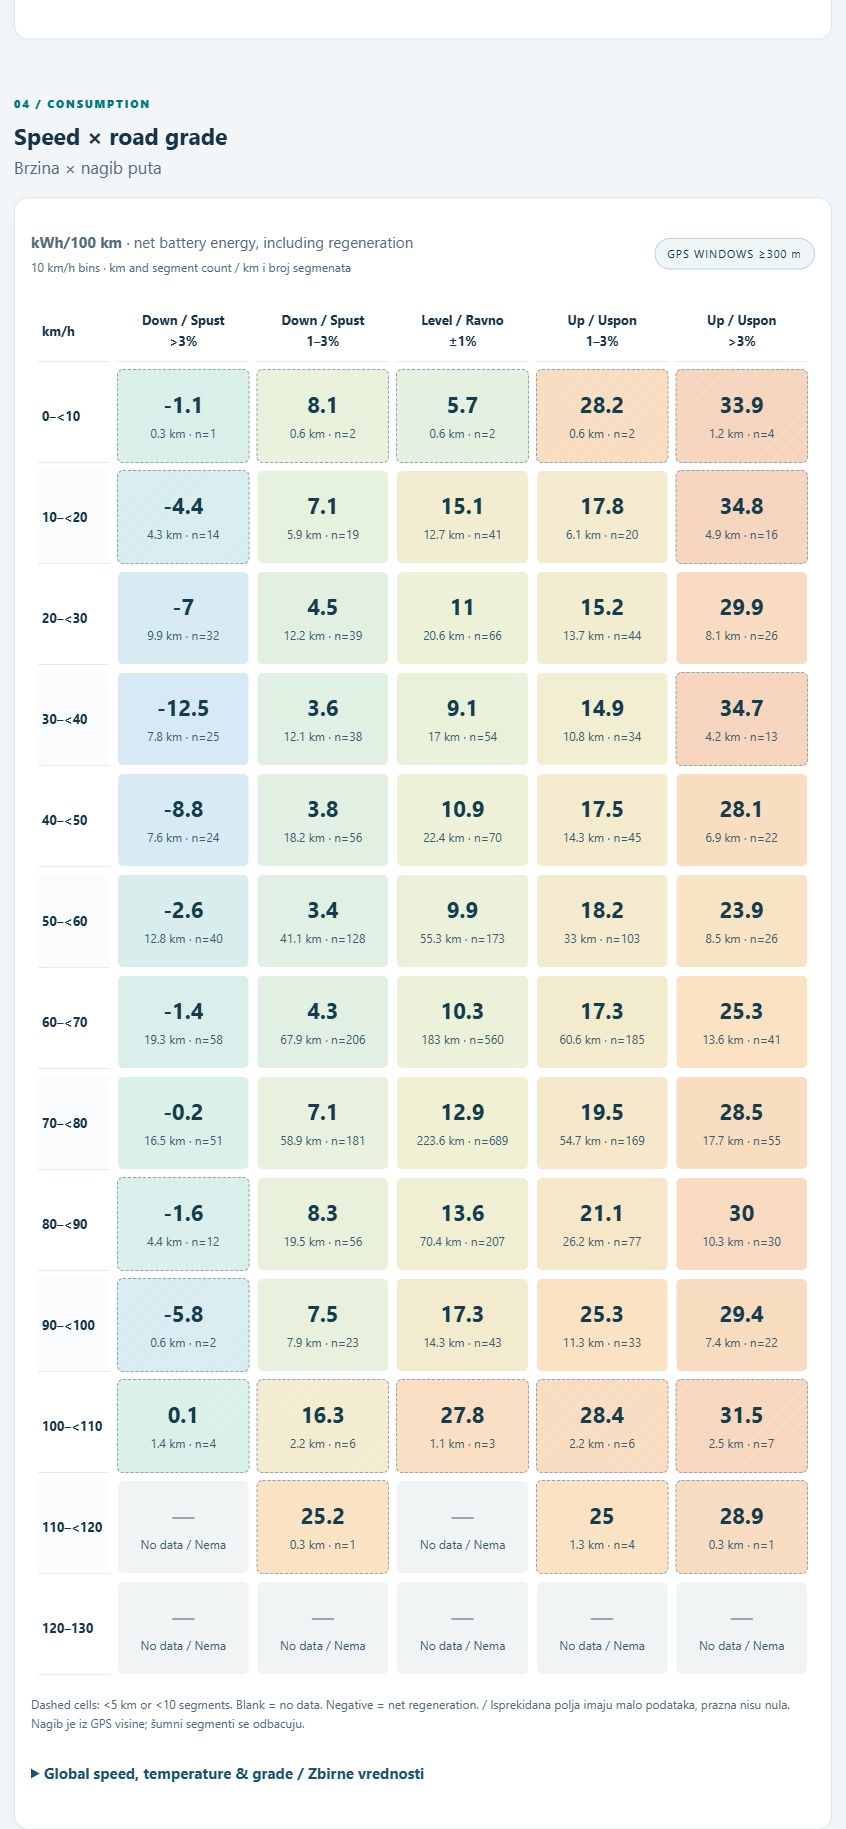 04 / CONSUMPTION
Speed × road grade
Brzina × nagib puta
kWh/100 km · net battery energy, including regeneration
10 km/h bins · km and segment count / km i broj segmenata
GPS WINDOWS ≥300 m
km/h
Down / Spust
>3%
Down / Spust
1–3%
Level / Ravno
±1%
Up / Uspon
1–3%
Up / Uspon
>3%
0–<10
-1.1
0.3 km · n=1
8.1
0.6 km · n=2
5.7
0.6 km · n=2
28.2
0.6 km · n=2
33.9
1.2 km · n=4
10–<20
-4.4
4.3 km · n=14
7.1
5.9 km · n=19
15.1
12.7 km · n=41
17.8
6.1 km · n=20
34.8
4.9 km · n=16
20–<30
-7
9.9 km · n=32
4.5
12.2 km · n=39
11
20.6 km · n=66
15.2
13.7 km · n=44
29.9
8.1 km · n=26
30–<40
-12.5
7.8 km · n=25
3.6
12.1 km · n=38
9.1
17 km · n=54
14.9
10.8 km · n=34
34.7
4.2 km · n=13
40–<50
-8.8
7.6 km · n=24
3.8
18.2 km · n=56
10.9
22.4 km · n=70
17.5
14.3 km · n=45
28.1
6.9 km · n=22
50–<60
-2.6
12.8 km · n=40
3.4
41.1 km · n=128
9.9
55.3 km · n=173
18.2
33 km · n=103
23.9
8.5 km · n=26
60–<70
-1.4
19.3 km · n=58
4.3
67.9 km · n=206
10.3
183 km · n=560
17.3
60.6 km · n=185
25.3
13.6 km · n=41
70–<80
-0.2
16.5 km · n=51
7.1
58.9 km · n=181
12.9
223.6 km · n=689
19.5
54.7 km · n=169
28.5
17.7 km · n=55
80–<90
-1.6
4.4 km · n=12
8.3
19.5 km · n=56
13.6
70.4 km · n=207
21.1
26.2 km · n=77
30
10.3 km · n=30
90–<100
-5.8
0.6 km · n=2
7.5
7.9 km · n=23
17.3
14.3 km · n=43
25.3
11.3 km · n=33
29.4
7.4 km · n=22
100–<110
0.1
1.4 km · n=4
16.3
2.2 km · n=6
27.8
1.1 km · n=3
28.4
2.2 km · n=6
31.5
2.5 km · n=7
110–<120
—
No data / Nema
25.2
0.3 km · n=1
—
No data / Nema
25
1.3 km · n=4
28.9
0.3 km · n=1
120–130
—
No data / Nema
—
No data / Nema
—
No data / Nema
—
No data / Nema
—
No data / Nema
Dashed cells: <5 km or <10 segments. Blank = no data. Negative = net regeneration. / Isprekidana polja imaju malo podataka, prazna nisu nula.
Nagib je iz GPS visine; šumni segmenti se odbacuju.
▶ Global speed, temperature & grade / Zbirne vrednosti